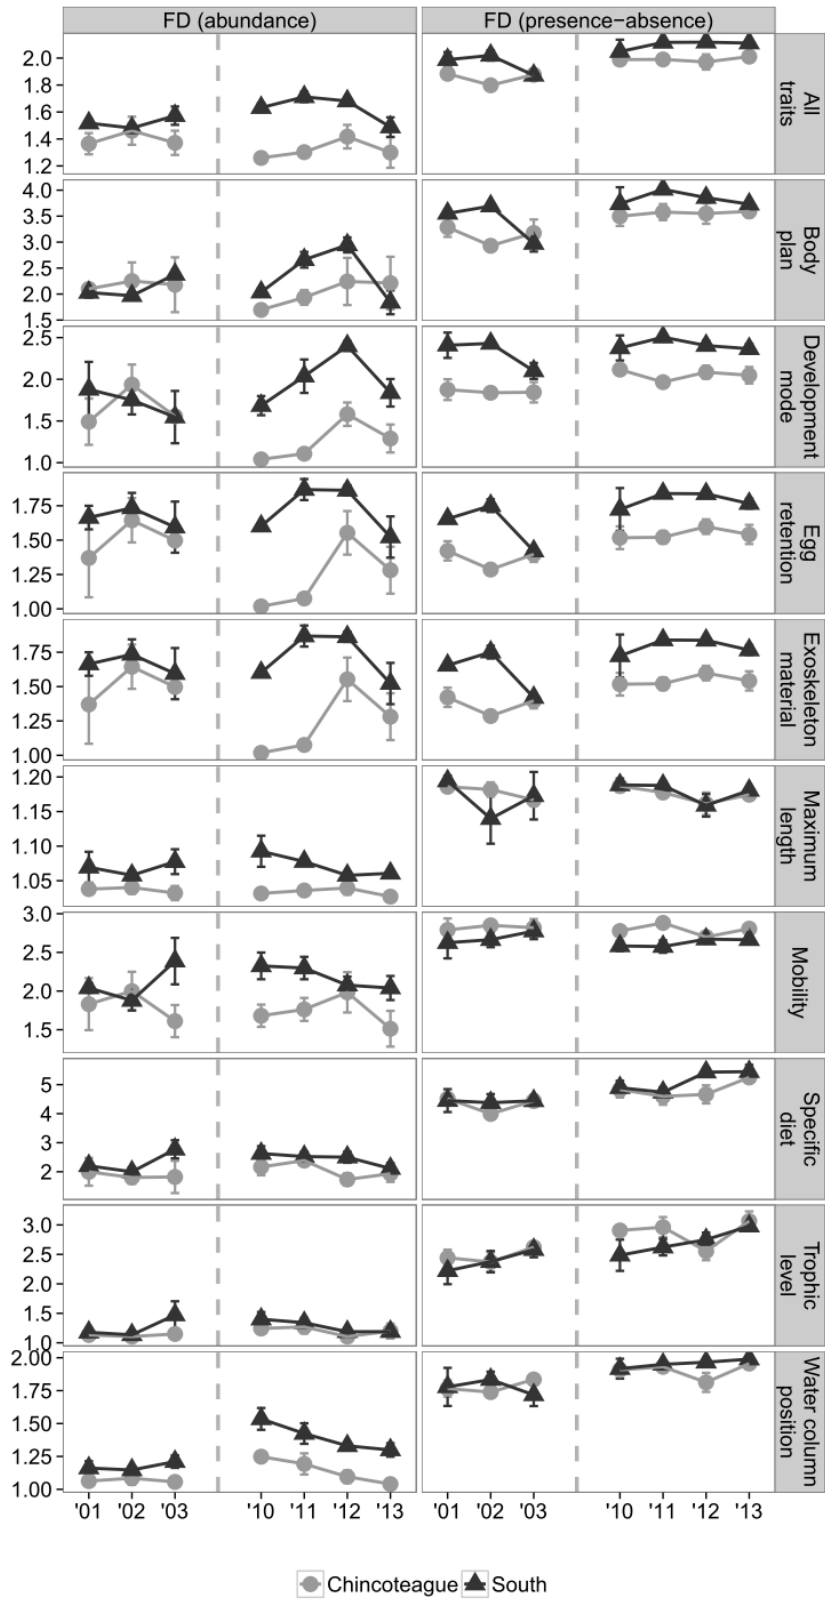 FD (abundance)
FD (presence−absence)
2.0
1.8
1.6
1.4
1.2
All
traits
4.0
3.5
3.0
2.5
2.0
1.5
Body
plan
2.5
2.0
1.5
1.0
Development
mode
1.75
1.50
1.25
1.00
Egg
retention
1.75
1.50
1.25
1.00
Exoskeleton
material
1.20
1.15
1.10
1.05
Maximum
length
3.0
2.5
2.0
1.5
Mobility
5
4
3
2
Specific
diet
3.0
2.5
2.0
1.5
1.0
Trophic
level
2.00
1.75
1.50
1.25
1.00
Water column
position
'01 '02 '03 '10 '11 '12 '13 '01 '02 '03 '10 '11 '12 '13
Chincoteague South